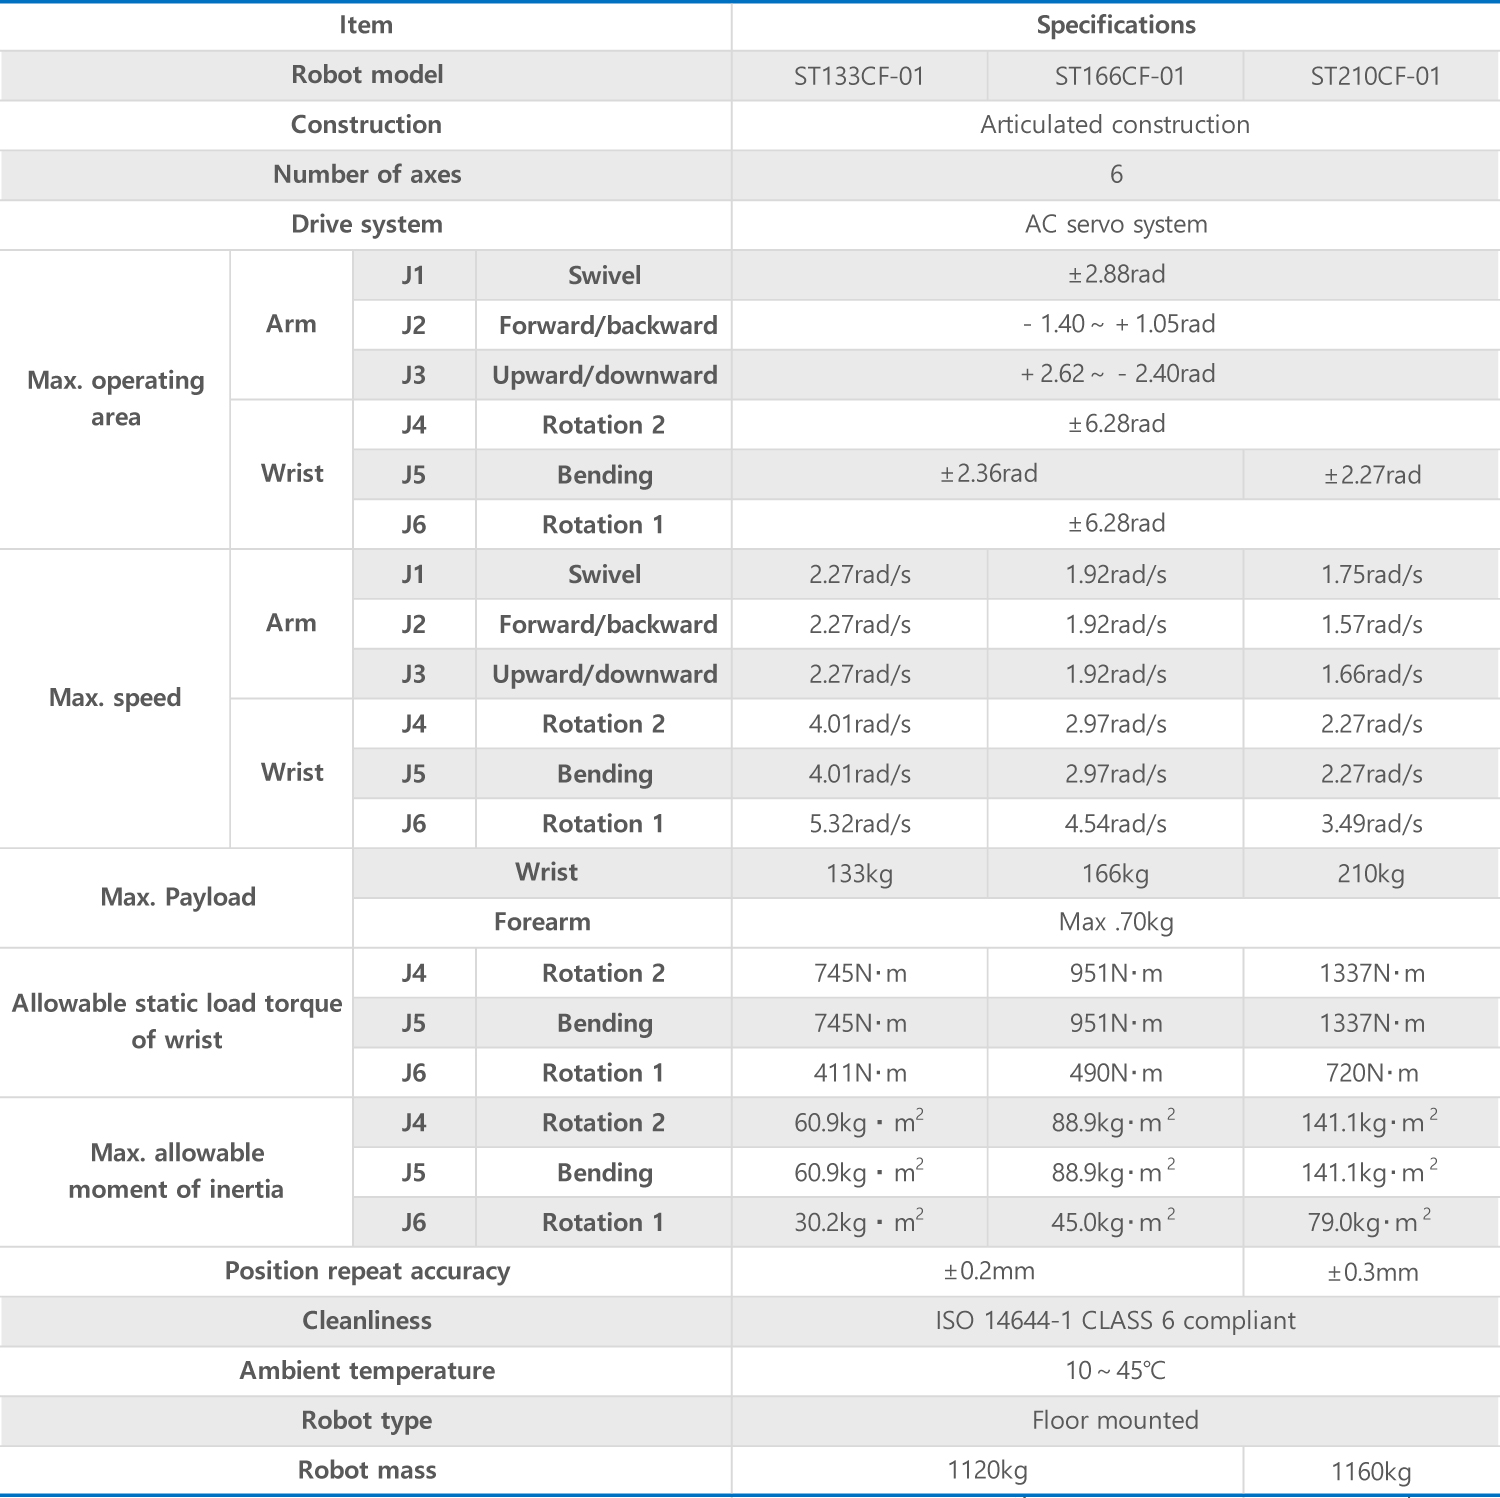 Item Specifications
Robot model ST133CF-01 ST166CF-01 ST210CF-01
Construction Articulated construction
Number of axes 6
Drive system AC servo system
Max. operating
area
Arm
J1 Swivel ±2.88rad
J2 Forward/backward - 1.40 ~ + 1.05rad
J3 Upward/downward + 2.62 ~ - 2.40rad
Wrist
J4 Rotation 2 ±6.28rad
J5 Bending ±2.36rad ±2.27rad
J6 Rotation 1 ±6.28rad
Max. speed
Arm
J1 Swivel 2.27rad/s 1.92rad/s 1.75rad/s
J2 Forward/backward 2.27rad/s 1.92rad/s 1.57rad/s
J3 Upward/downward 2.27rad/s 1.92rad/s 1.66rad/s
Wrist
J4 Rotation 2 4.01rad/s 2.97rad/s 2.27rad/s
J5 Bending 4.01rad/s 2.97rad/s 2.27rad/s
J6 Rotation 1 5.32rad/s 4.54rad/s 3.49rad/s
Max. Payload
Wrist 133kg 166kg 210kg
Forearm Max .70kg
Allowable static load torque
of wrist
J4 Rotation 2 745N·m 951N·m 1337N·m
J5 Bending 745N·m 951N·m 1337N·m
J6 Rotation 1 411N·m 490N·m 720N·m
Max. allowable
moment of inertia
J4 Rotation 2 60.9kg · m² 88.9kg·m² 141.1kg·m²
J5 Bending 60.9kg · m² 88.9kg·m² 141.1kg·m²
J6 Rotation 1 30.2kg · m² 45.0kg·m² 79.0kg·m²
Position repeat accuracy ±0.2mm ±0.3mm
Cleanliness ISO 14644-1 CLASS 6 compliant
Ambient temperature 10 ~ 45℃
Robot type Floor mounted
Robot mass 1120kg 1160kg